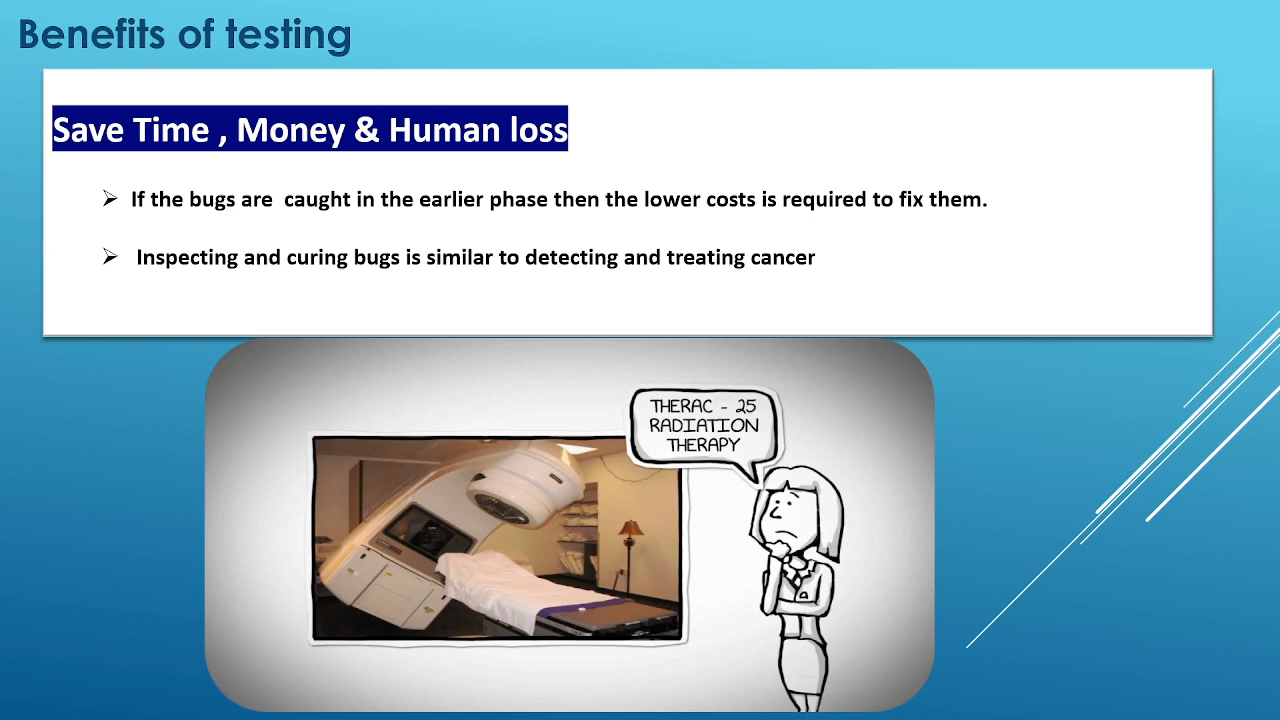 Benefits of testing
Save Time , Money & Human loss
If the bugs are  caught in the earlier phase then the lower costs is required to fix them.
Inspecting and curing bugs is similar to detecting and treating cancer
THERAC - 25
RADIATION
THERAPY